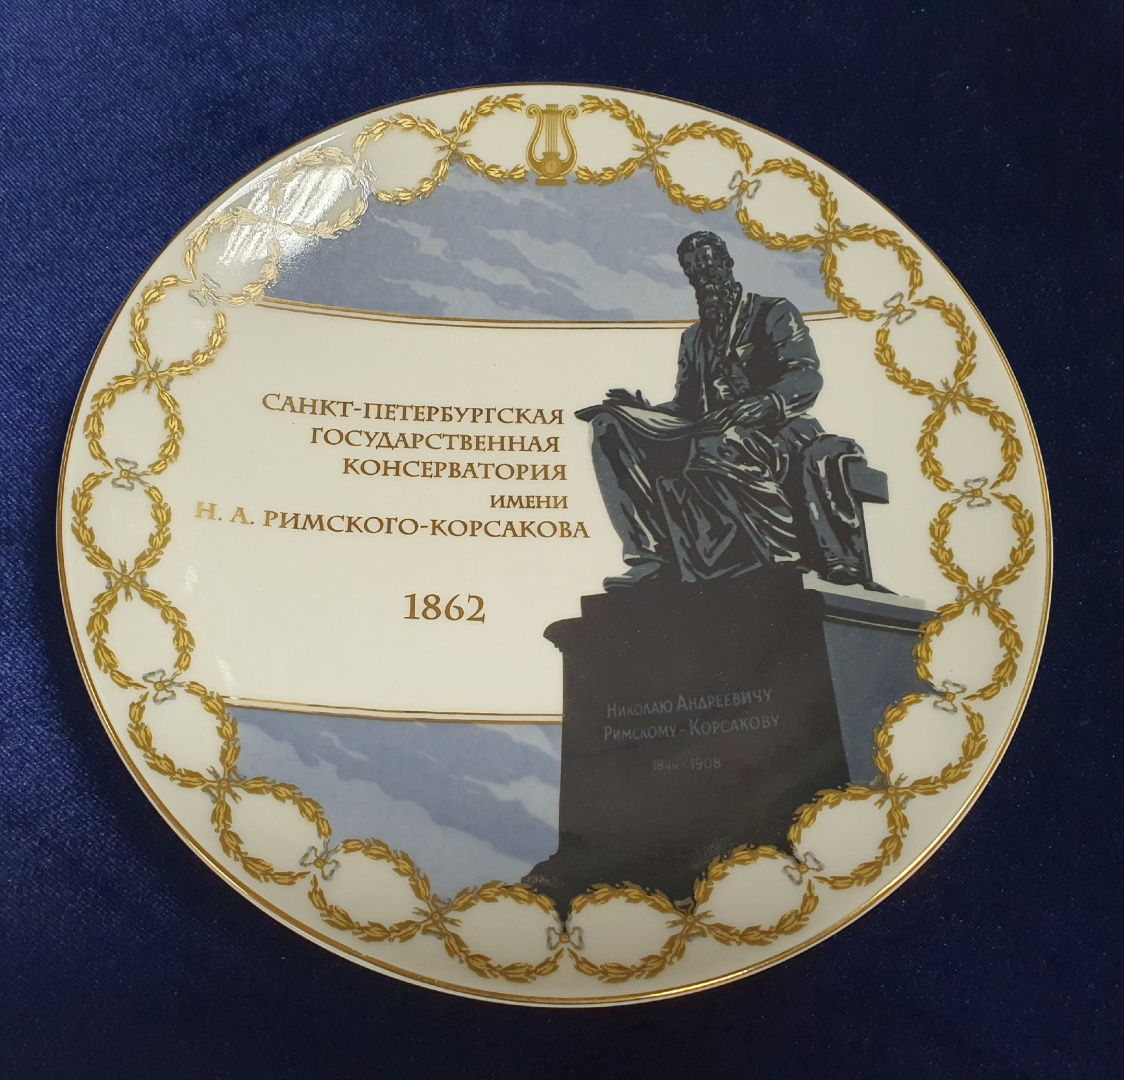 САНКТ-ПЕТЕРБУРГСКАЯ
ГОСУДАРСТВЕННАЯ
КОНСЕРВАТОРИЯ
ИМЕНИ
Н. А. РИМСКОГО-КОРСАКОВА
1862
НИКОЛАЮ АНДРЕЕВИЧУ
РИМСКОМУ - КОРСАКОВУ
1844 - 1908